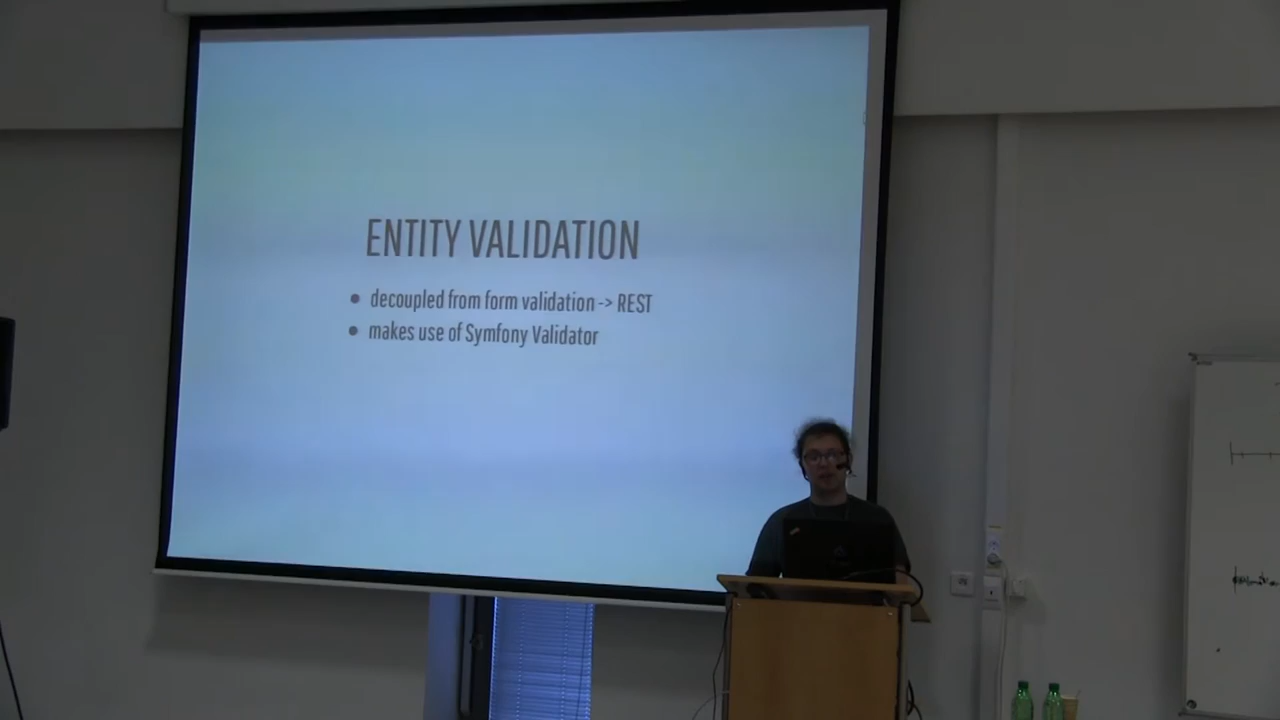 ENTITY VALIDATION
• decoupled from form validation -> REST
• makes use of Symfony Validator